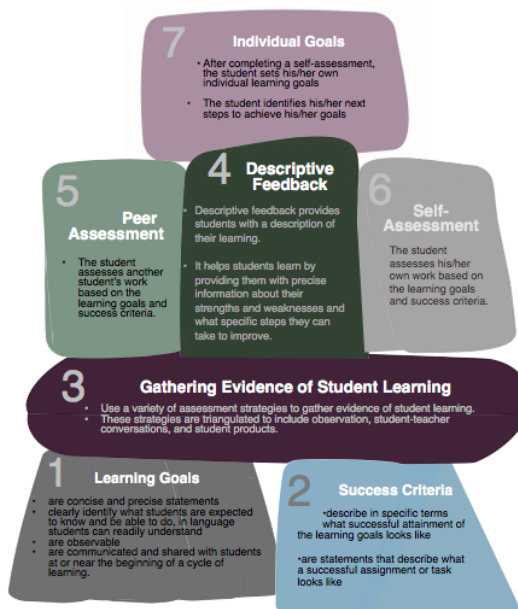 7
Individual Goals
• After completing a self-assessment,
the student sets his/her own
individual learning goals
• The student identifies his/her next
steps to achieve his/her goals
4
Descriptive
Feedback
• Descriptive feedback provides
students with a description of
their learning.
• It helps students learn by
providing them with precise
information about their
strengths and weaknesses and
what specific steps they can
take to improve.
5
Peer
Assessment
• The student
assesses another
student's work
based on the
learning goals and
success criteria.
6
Self-
Assessment
The student
assesses his/her
own work based on
the learning goals
and success criteria.
3
Gathering Evidence of Student Learning
• Use a variety of assessment strategies to gather evidence of student learning.
• These strategies are triangulated to include observation, student-teacher
conversations, and student products.
1
Learning Goals
• are concise and precise statements
• clearly identify what students are expected
to know and be able to do, in language
students can readily understand
• are observable
• are communicated and shared with students
at or near the beginning of a cycle of
learning.
2
Success Criteria
•describe in specific terms
what successful attainment of
the learning goals looks like
•are statements that describe what
a successful assignment or task
looks like